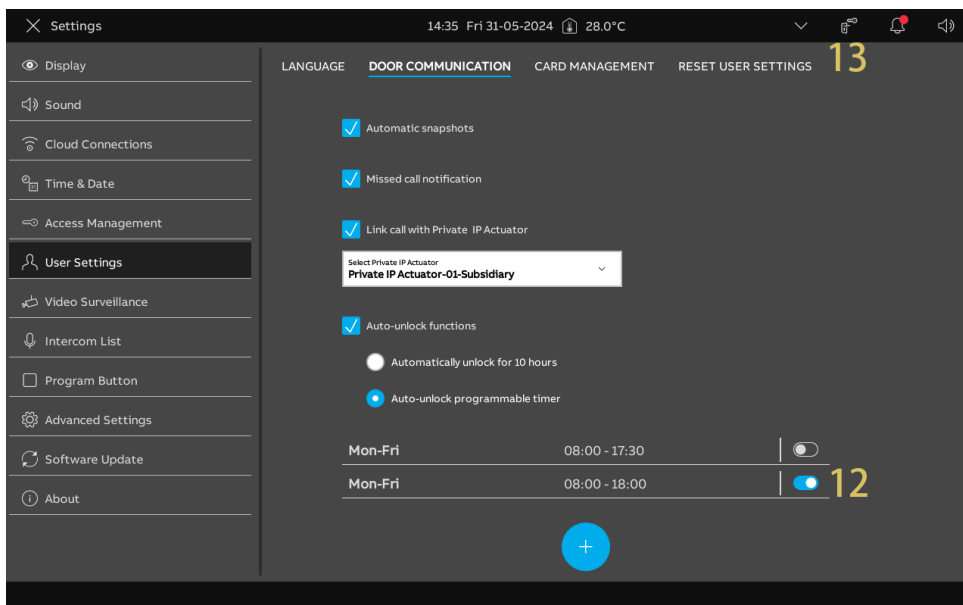 Settings
14:35 Fri 31-05-2024 28.0°C
13
Display
Sound
Cloud Connections
Time & Date
Access Management
User Settings
Video Surveillance
Intercom List
Program Button
Advanced Settings
Software Update
About
LANGUAGE DOOR COMMUNICATION CARD MANAGEMENT RESET USER SETTINGS
Automatic snapshots
Missed call notification
Link call with Private IP Actuator
Select Private IP Actuator
Private IP Actuator-01-Subsidiary
Auto-unlock functions
Automatically unlock for 10 hours
Auto-unlock programmable timer
Mon-Fri 08:00 - 17:30
Mon-Fri 08:00 - 18:00
12